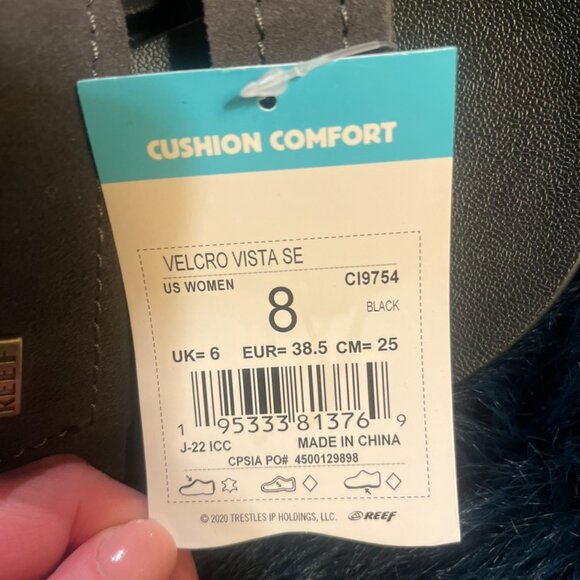 CUSHION COMFORT
VELCRO VISTA SE
US WOMEN CI9754
8 BLACK
UK= 6 EUR= 38.5 CM= 25
1 95333 81376 9
J-22 ICC MADE IN CHINA
CPSIA PO# 4500129898
© 2020 TRESTLES IP HOLDINGS, LLC. REEF
REEF